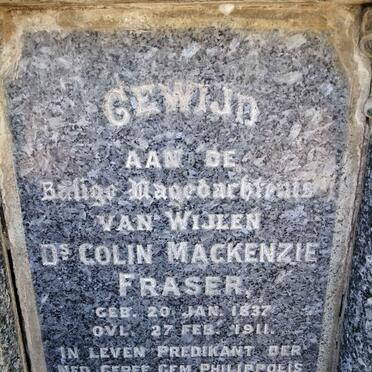 GEWIJD
AAN DE
Zalige Nagedachtenis
VAN WIJLEN
Ds COLIN MACKENZIE
FRASER,
GEB. 20 JAN. 1837
OVL. 27 FEB. 1911.
IN LEVEN PREDIKANT DER
NED. GEREF. GEM. PHILIPPOLIS